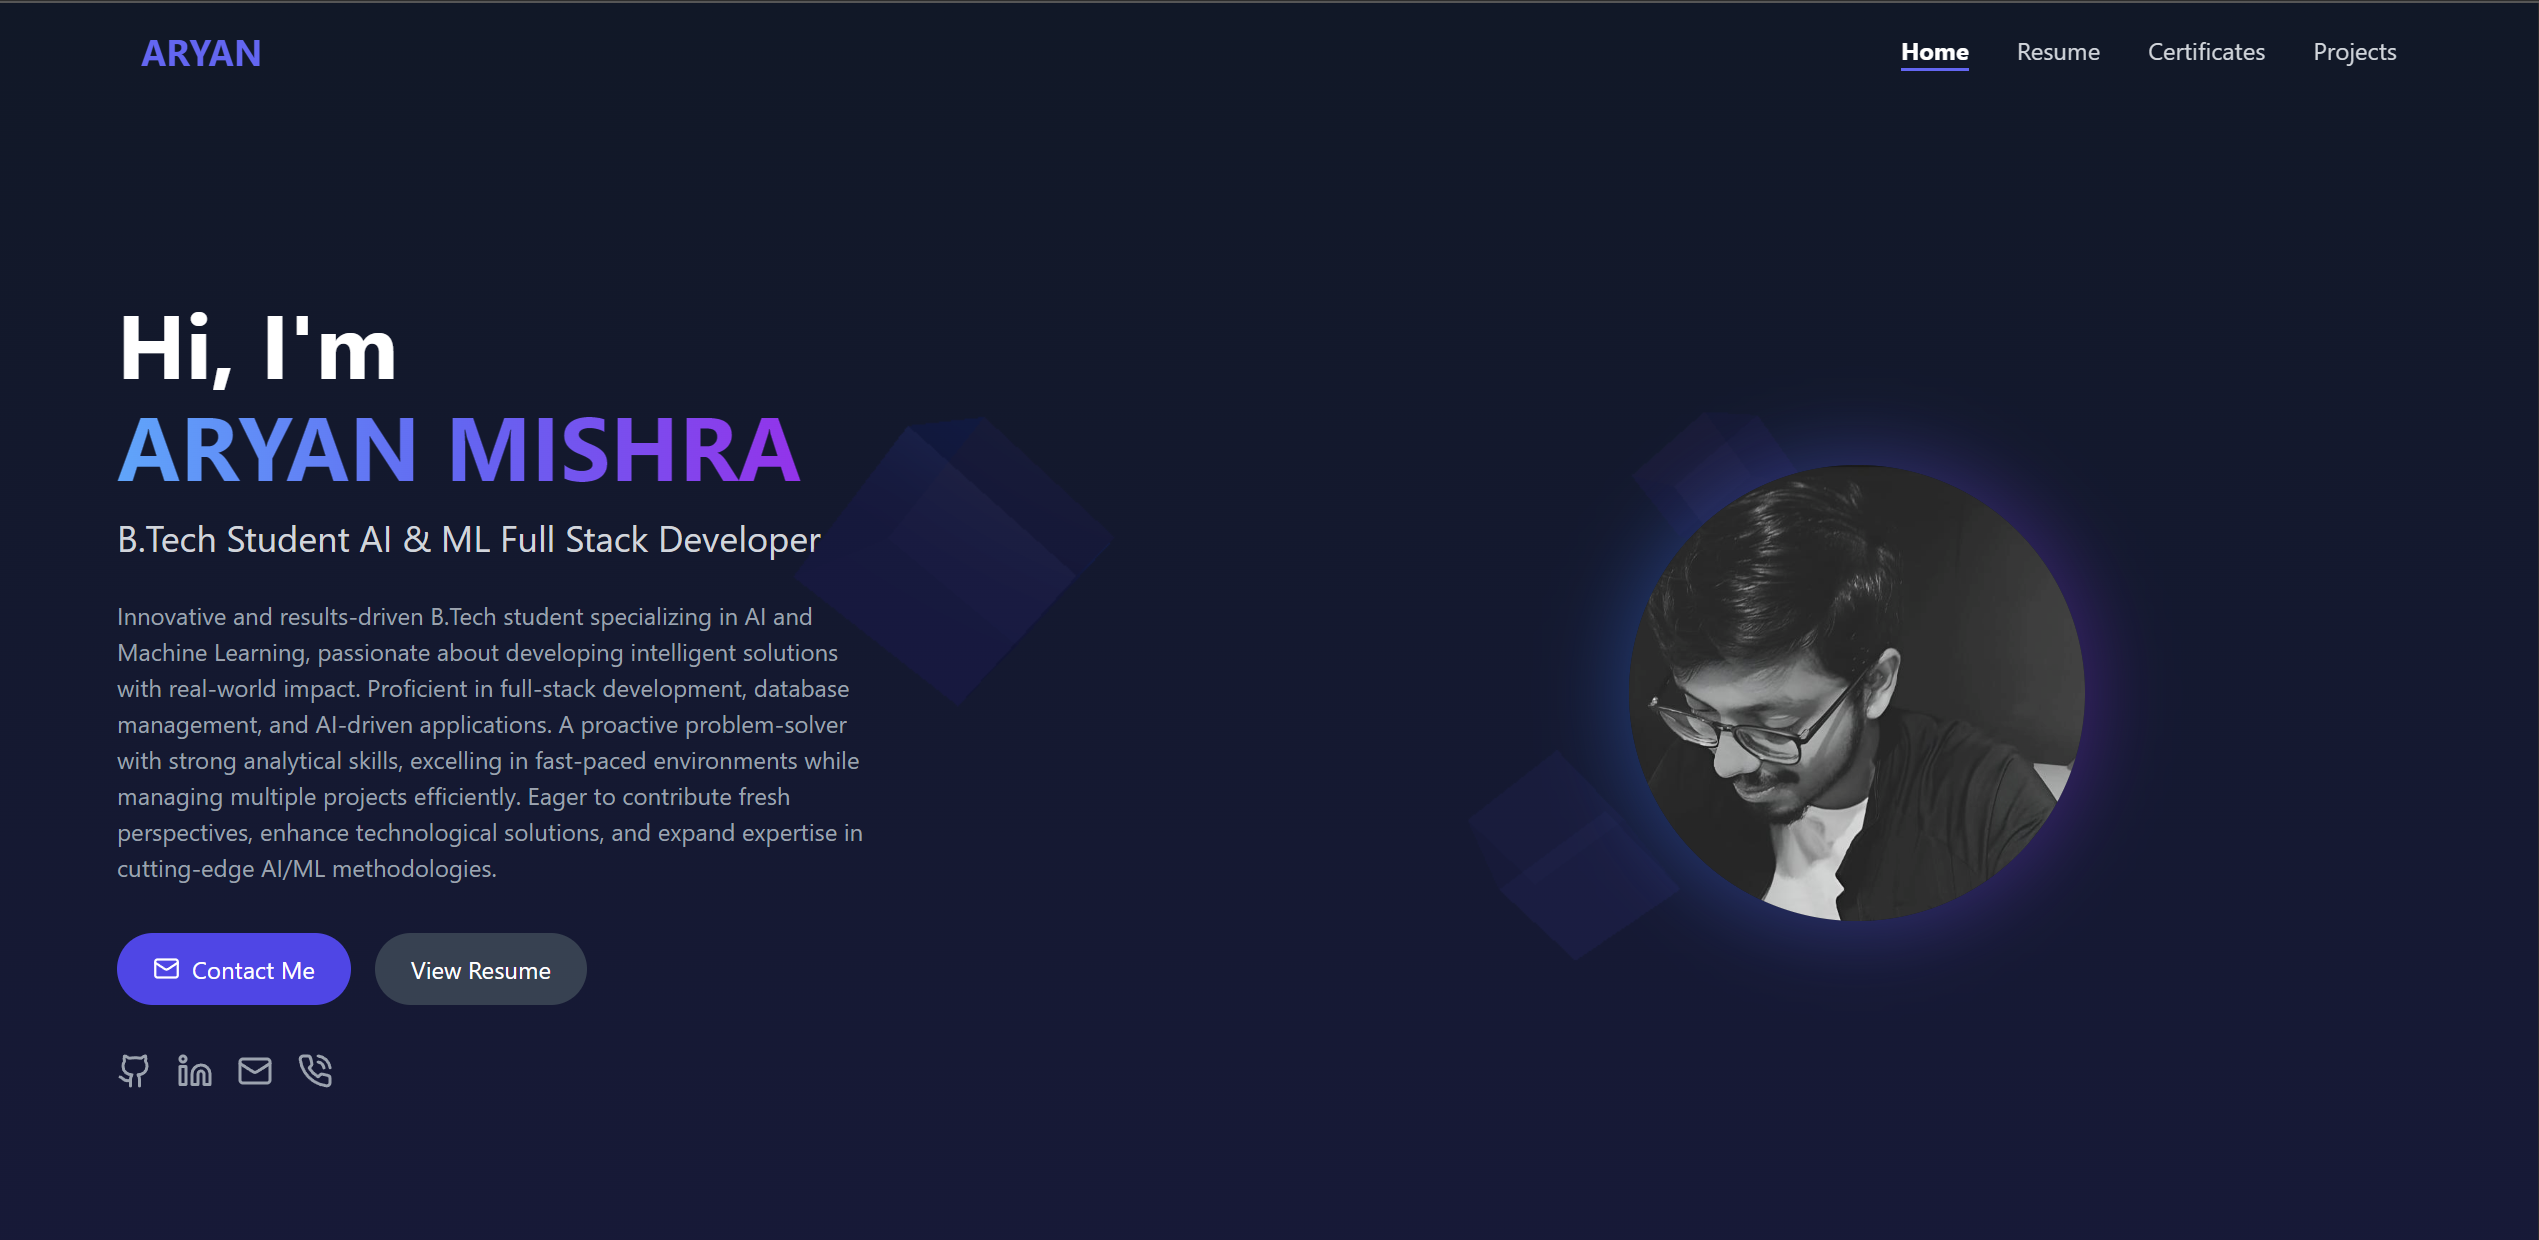 ARYAN
Home Resume Certificates Projects
Hi, I'm
ARYAN MISHRA
B.Tech Student AI & ML Full Stack Developer
Innovative and results-driven B.Tech student specializing in AI and
Machine Learning, passionate about developing intelligent solutions
with real-world impact. Proficient in full-stack development, database
management, and AI-driven applications. A proactive problem-solver
with strong analytical skills, excelling in fast-paced environments while
managing multiple projects efficiently. Eager to contribute fresh
perspectives, enhance technological solutions, and expand expertise in
cutting-edge AI/ML methodologies.
Contact Me
View Resume